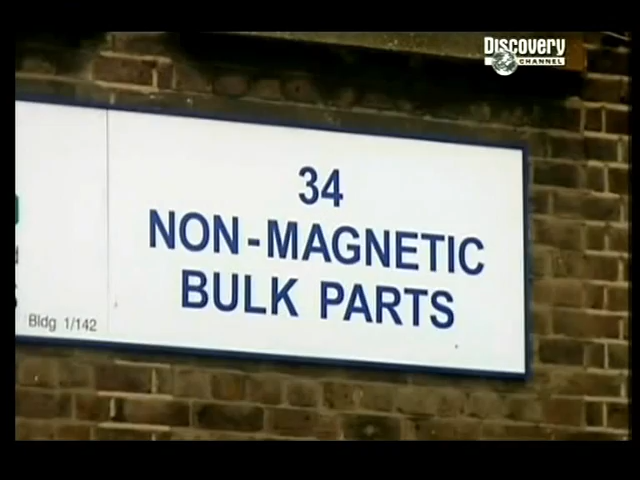 Discovery
CHANNEL
34
NON-MAGNETIC
BULK PARTS
Bldg 1/142